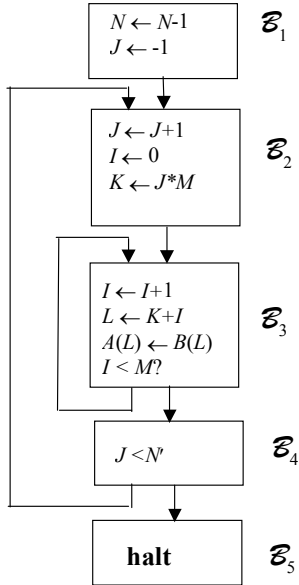 N ← N-1
J ← -1
B1
J ← J+1
I ← 0
K ← J*M
B2
I ← I+1
L ← K+I
A(L) ← B(L)
I < M?
B3
J <N'
B4
halt
B5